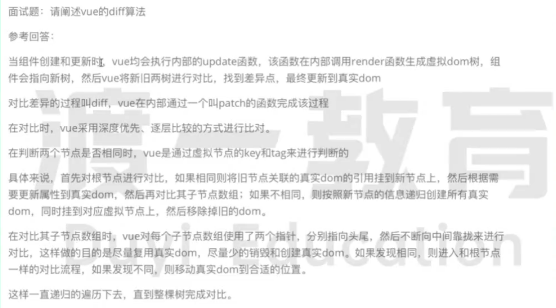 面试题：请阐述vue的diff算法
参考回答：
当组件创建和更新时，vue均会执行内部的update函数，该函数在内部调用render函数生成虚拟dom树，组
件会指向新树，然后vue将新旧两树进行对比，找到差异点，最终更新到真实dom
对比差异的过程叫diff，vue在内部通过一个叫patch的函数完成该过程
在对比时，vue采用深度优先、逐层比较的方式进行比对。
在判断两个节点是否相同时，vue是通过虚拟节点的key和tag来进行判断的
具体来说，首先对根节点进行对比，如果相同则将旧节点关联的真实dom的引用挂到新节点上，然后根据需
要更新属性到真实dom，然后再对比其子节点数组；如果不相同，则按照新节点的信息递归创建所有真实
dom，同时挂到对应虚拟节点上，然后移除掉旧的dom。
在对比其子节点数组时，vue对每个子节点数组使用了两个指针，分别指向头尾，然后不断向中间靠拢来进行
对比，这样做的目的是尽量复用真实dom，尽量少的销毁和创建真实dom。如果发现相同，则进入和根节点
一样的对比流程，如果发现不同，则移动真实dom到合适的位置。
这样一直递归的遍历下去，直到整棵树完成对比。
渡一教育
Duyi Education